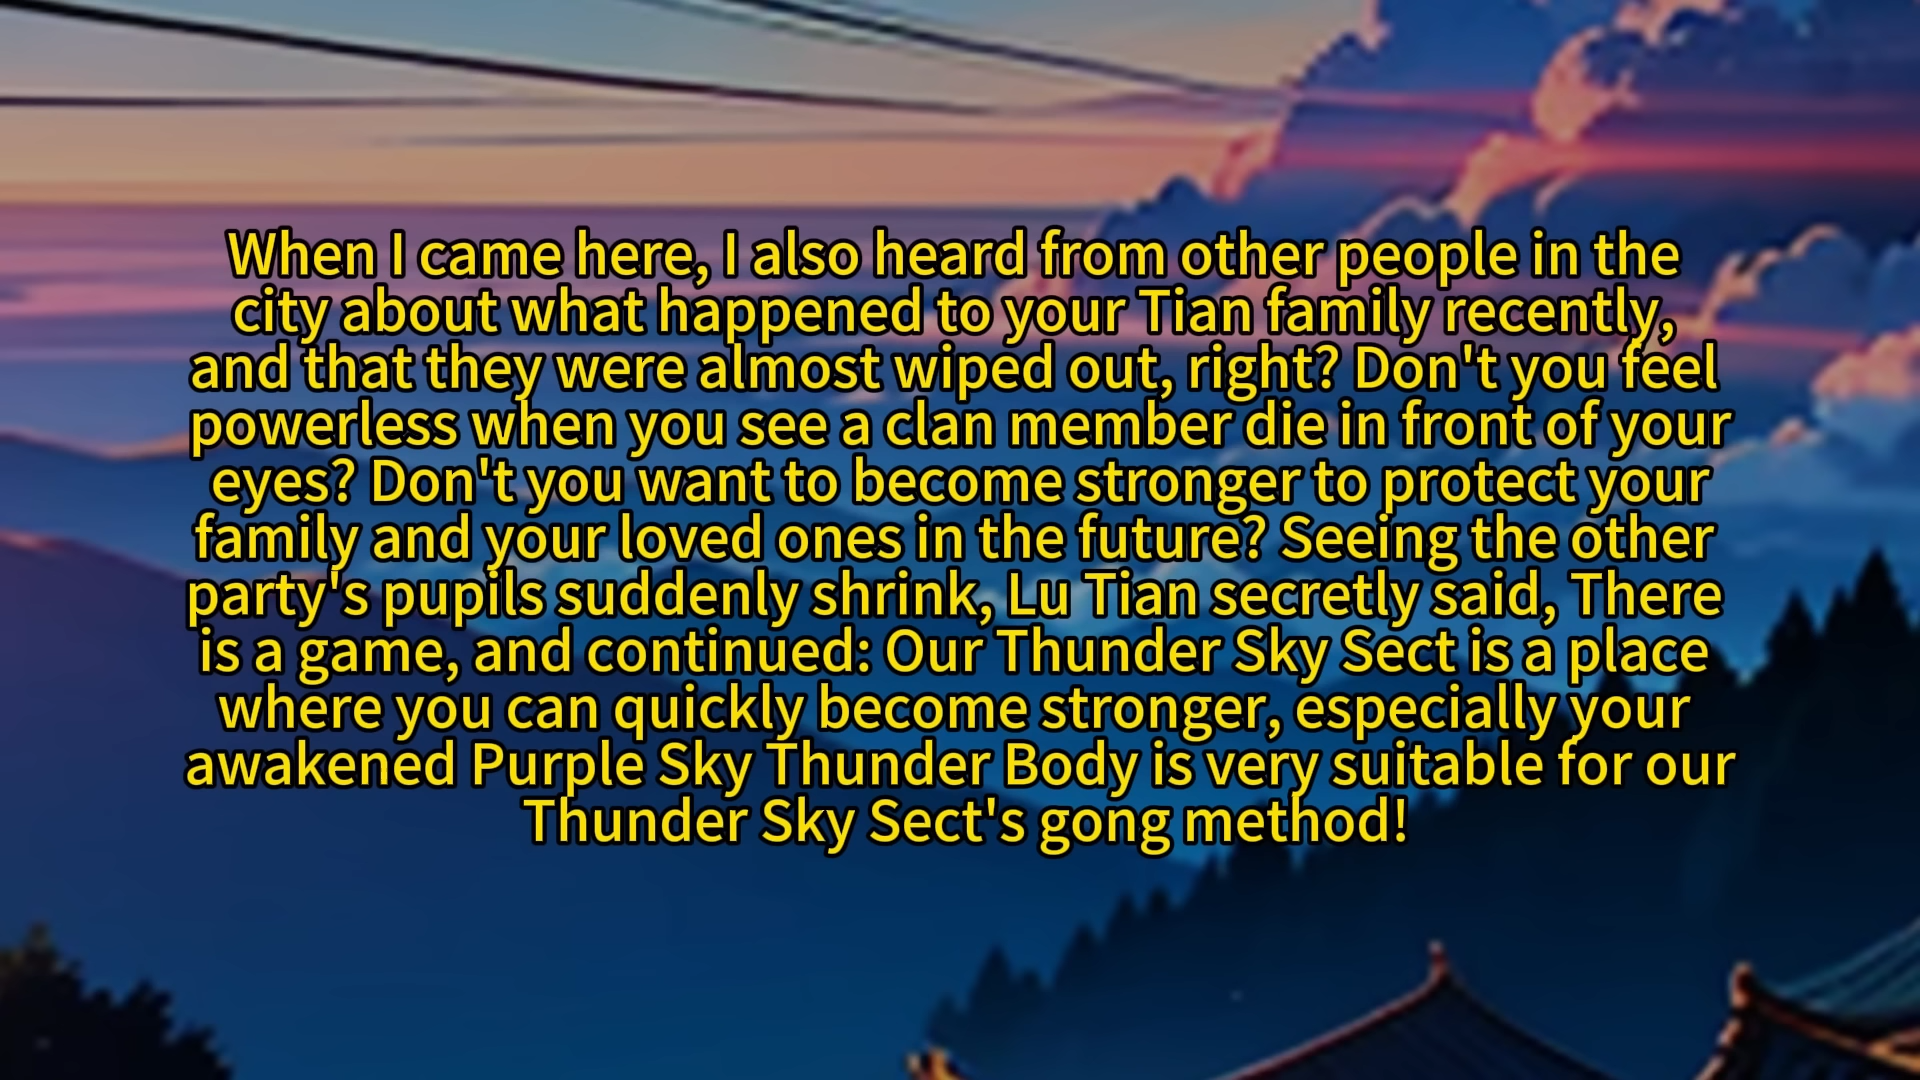 When I came here, I also heard from other people in the
city about what happened to your Tian family recently,
and that they were almost wiped out, right? Don't you feel
powerless when you see a clan member die in front of your
eyes? Don't you want to become stronger to protect your
family and your loved ones in the future? Seeing the other
party's pupils suddenly shrink, Lu Tian secretly said, There
is a game, and continued: Our Thunder Sky Sect is a place
where you can quickly become stronger, especially your
awakened Purple Sky Thunder Body is very suitable for our
Thunder Sky Sect's gong method!